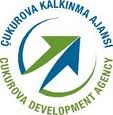 ÇUKUROVA KALKINMA AJANSI
ÇUKUROVA DEVELOPMENT AGENCY